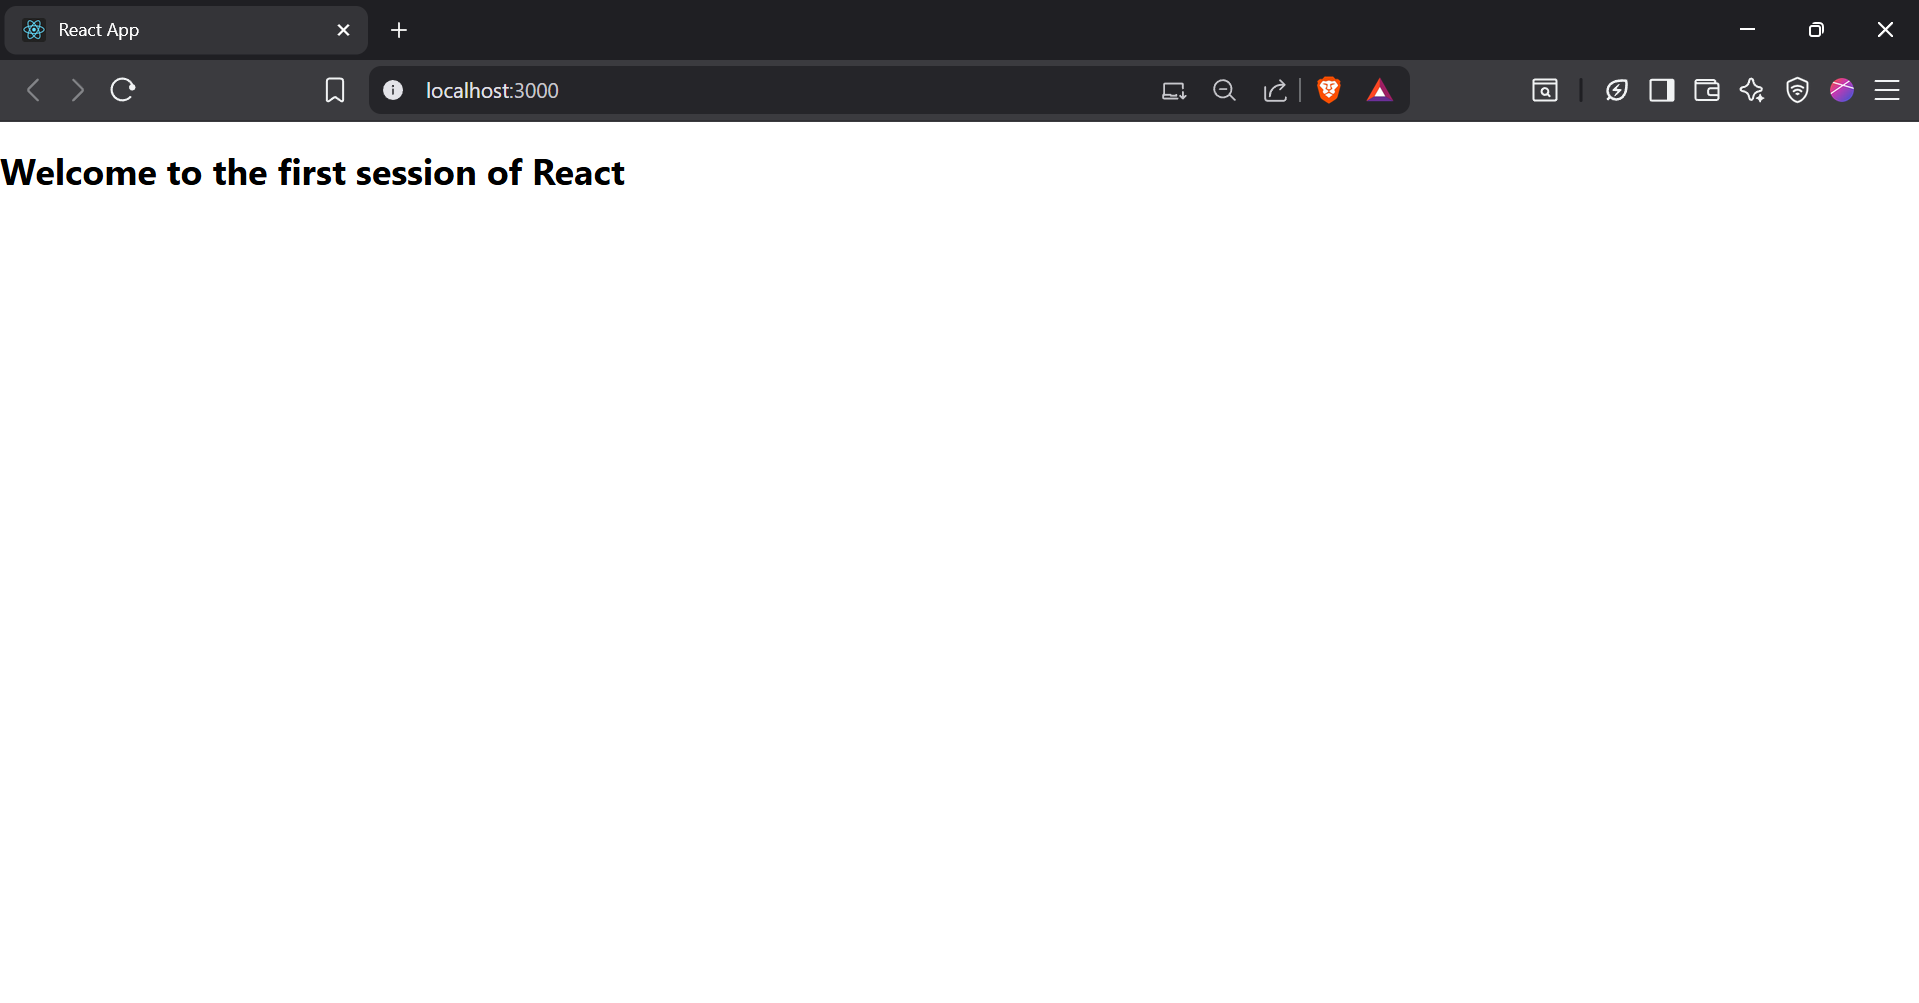 React App
localhost:3000
Welcome to the first session of React